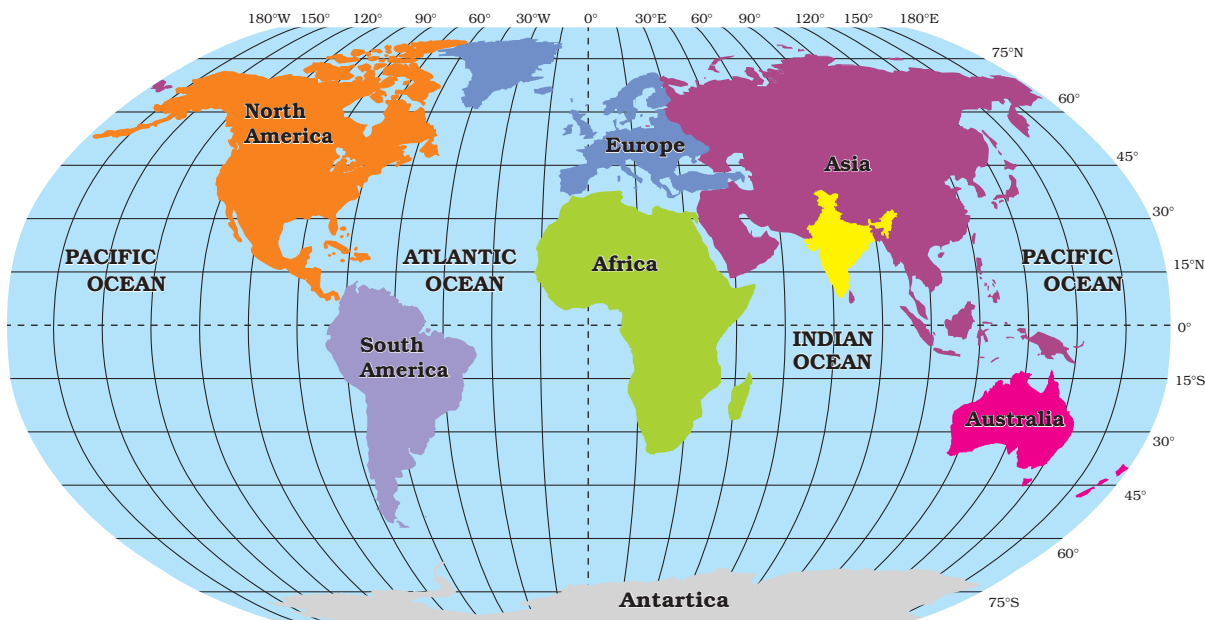 180°W 150° 120° 90° 60° 30°W 0° 30°E 60° 90° 120° 150° 180°E
75°N
60°
45°
30°
15°N
0°
15°S
30°
45°
60°
75°S
North
America
Europe
Asia
PACIFIC
OCEAN
ATLANTIC
OCEAN
Africa
PACIFIC
OCEAN
South
America
INDIAN
OCEAN
Australia
Antartica